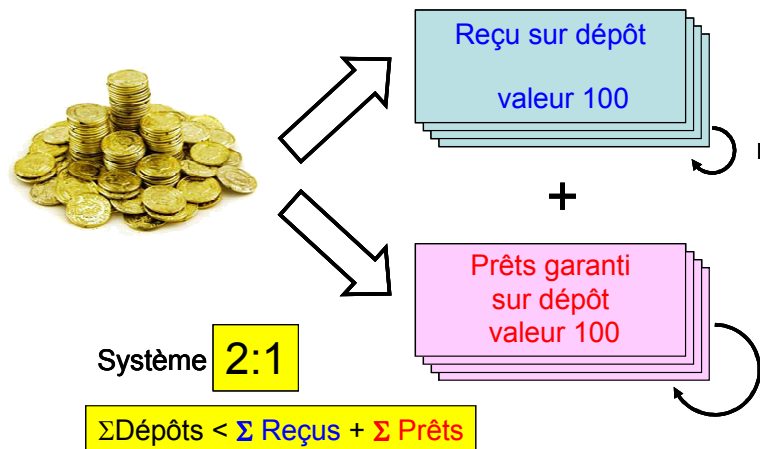 Reçu sur dépôt
valeur 100
+
Prêts garanti
sur dépôt
valeur 100
Système 2:1
ΣDépôts < Σ Reçus + Σ Prêts